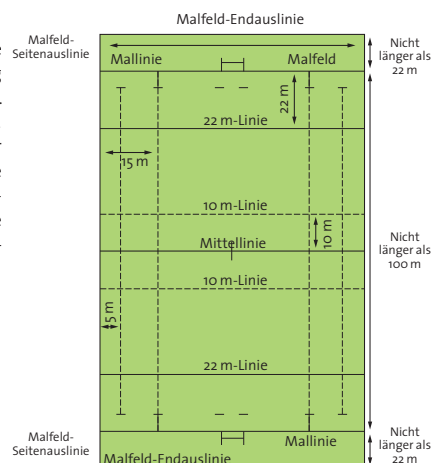 Malfeld-Endauslinie
Malfeld-
Seitenauslinie
Mallinie
Malfeld
Nicht
länger als
22 m
22 m
22 m-Linie
15 m
10 m-Linie
10 m
Mittellinie
Nicht
länger als
100 m
10 m-Linie
5 m
22 m-Linie
Malfeld-
Seitenauslinie
Mallinie
Nicht
länger als
22 m
Malfeld-Endauslinie